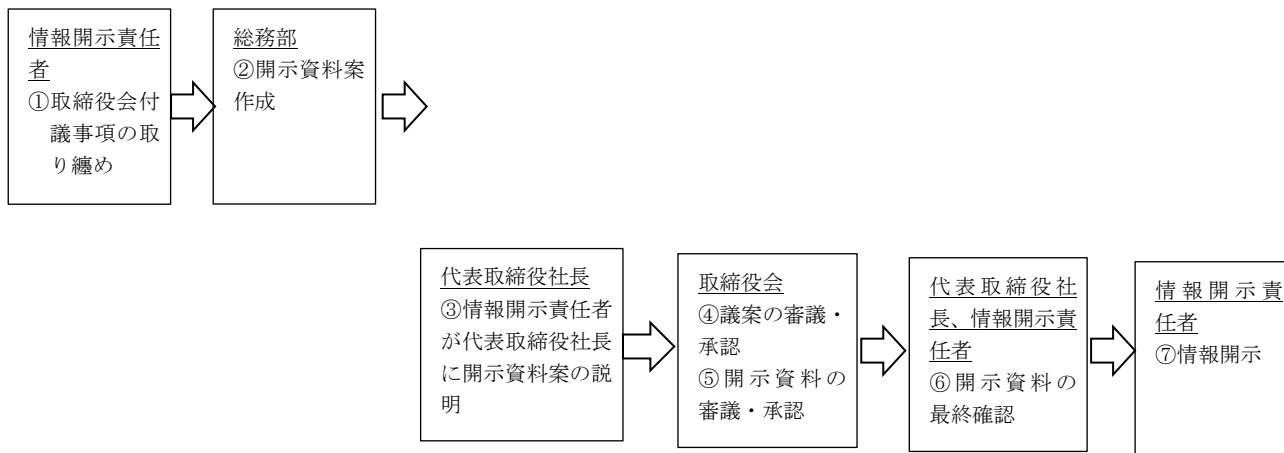 情報開示責任
者
①取締役会付
議事項の取
り纏め
総務部
②開示資料案
作成
代表取締役社長
③情報開示責任者
が代表取締役社長
に開示資料案の説
明
取締役会
④議案の審議・
承認
⑤開示資料の
審議・承認
代表取締役社
長、情報開示責
任者
⑥開示資料の
最終確認
情報開示責
任者
⑦情報開示